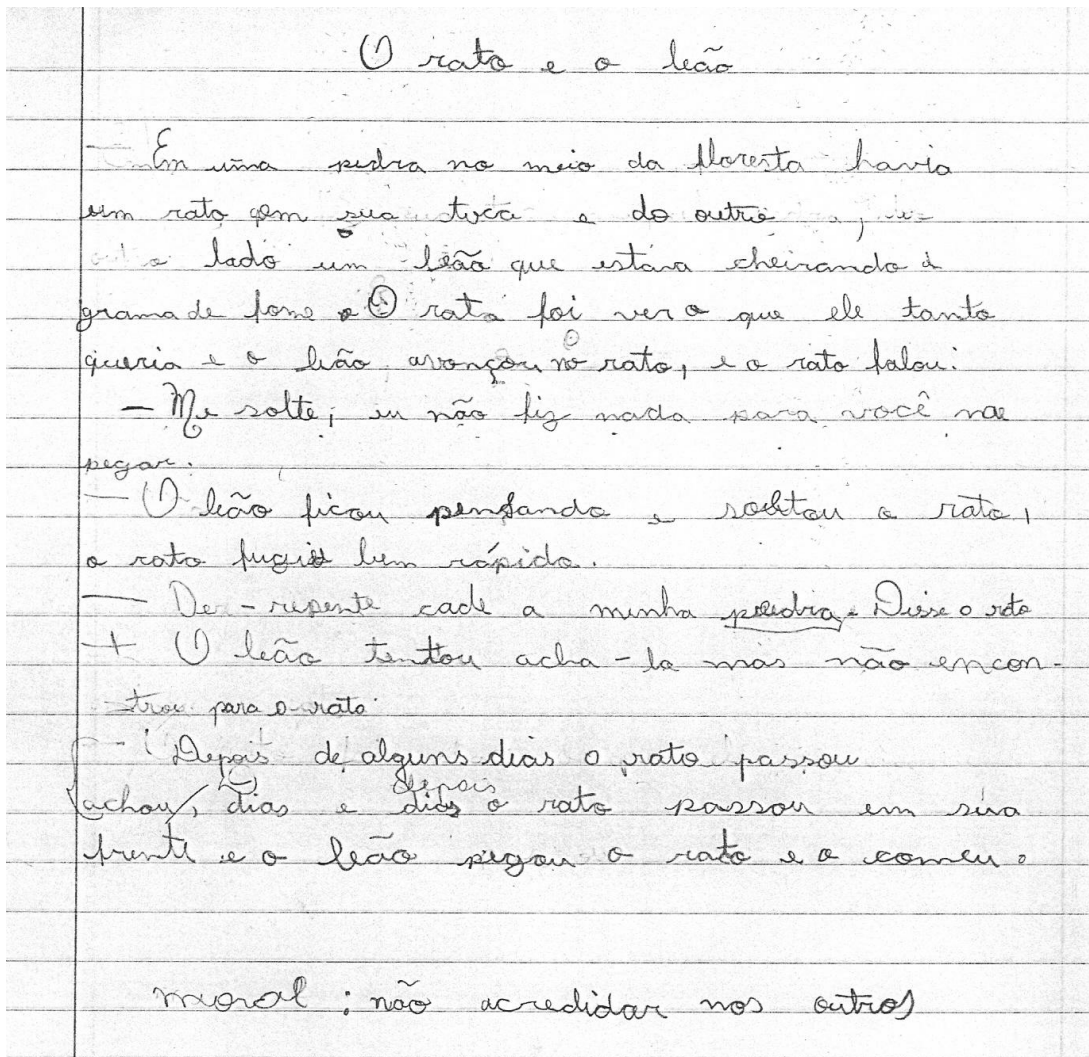 O rato e o leão
Em uma pedra no meio da floresta havia
um rato em sua toca e do outro
lado um leão que estava cheirando a
grama de fome e O rato foi ver o que ele tanto
queria e o leão avançou no rato, e o rato falou:
— Me solte, eu não fiz nada para você me
pegar.
— O leão ficou pensando e soltou o rato,
o rato fugiu bem rápido.
— Der-repente cade a minha pedra. Disse o rato
— O leão tentou acha-la mas não encon-
trou para o rato
— Depois de alguns dias o rato passou
achou, dias e dias depois o rato passou em sua
frente e o leão pegou o rato e o comeu.
moral : não acredidar nos outros